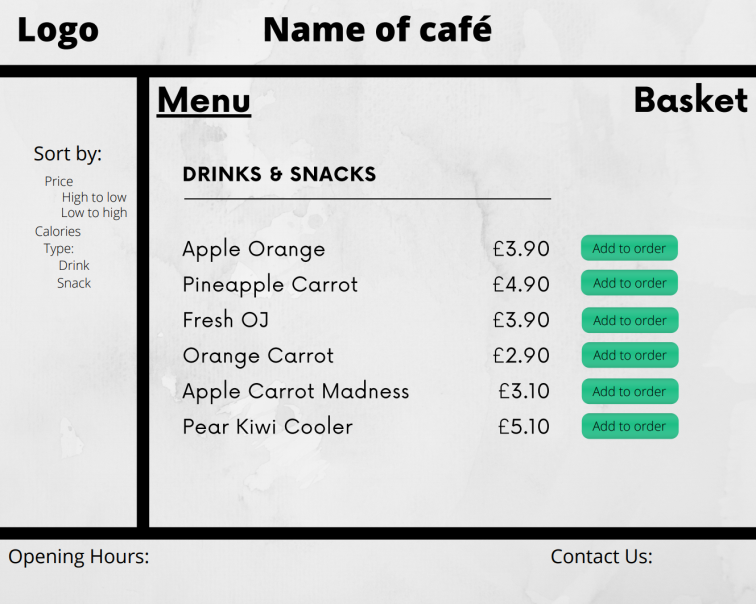 Logo
Name of café
Menu
Basket
Sort by:
Price
High to low
Low to high
Calories
Type:
Drink
Snack
DRINKS & SNACKS
Apple Orange £3.90 Add to order
Pineapple Carrot £4.90 Add to order
Fresh OJ £3.90 Add to order
Orange Carrot £2.90 Add to order
Apple Carrot Madness £3.10 Add to order
Pear Kiwi Cooler £5.10 Add to order
Opening Hours:
Contact Us: